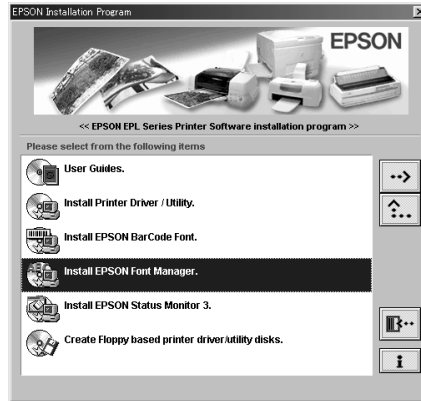 EPSON Installation Program
EPSON
<< EPSON EPL Series Printer Software installation program >>
Please select from the following items
User Guides.
Install Printer Driver / Utility.
Install EPSON BarCode Font.
Install EPSON Font Manager.
Install EPSON Status Monitor 3.
Create Floppy based printer driver/utility disks.